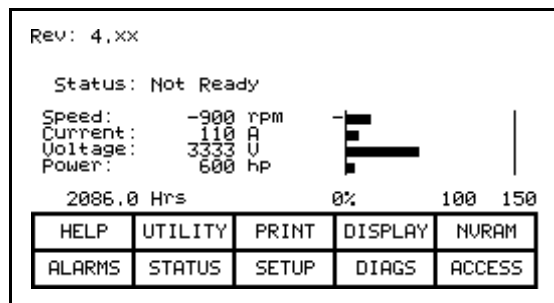 Rev: 4.xx
Status: Not Ready
Speed: -900 rpm
Current: 110 A
Voltage: 3333 V
Power: 600 hp
2086.0 Hrs 0% 100 150
HELP UTILITY PRINT DISPLAY NVRAM
ALARMS STATUS SETUP DIAGS ACCESS